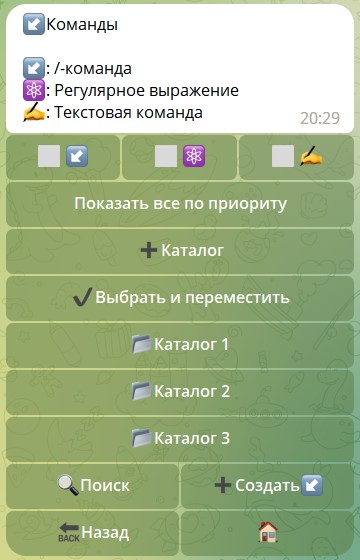 ↙️Команды
↙️: /-команда
⚛️: Регулярное выражение
✍️: Текстовая команда
20:29
⬜ ↙️ ⬜ ⚛️ ⬜ ✍️
Показать все по приориту
➕Каталог
✔️Выбрать и переместить
📁Каталог 1
📁Каталог 2
📁Каталог 3
🔍Поиск ➕Создать↙️
🔙Назад 🏠